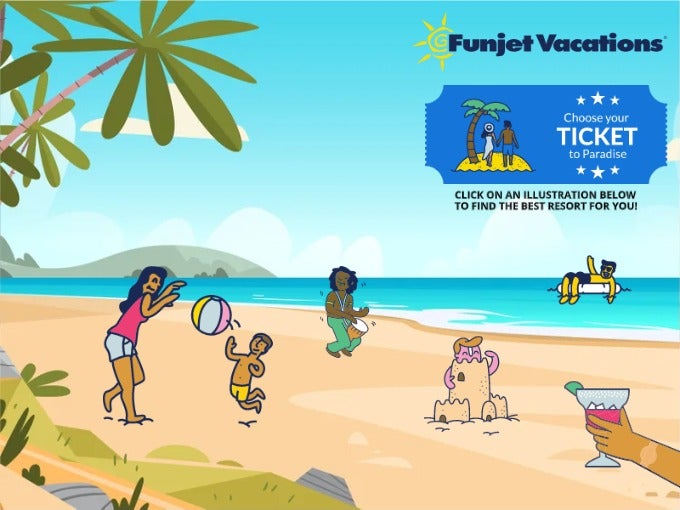 Funjet Vacations
Choose your
TICKET
to Paradise
CLICK ON AN ILLUSTRATION BELOW
TO FIND THE BEST RESORT FOR YOU!